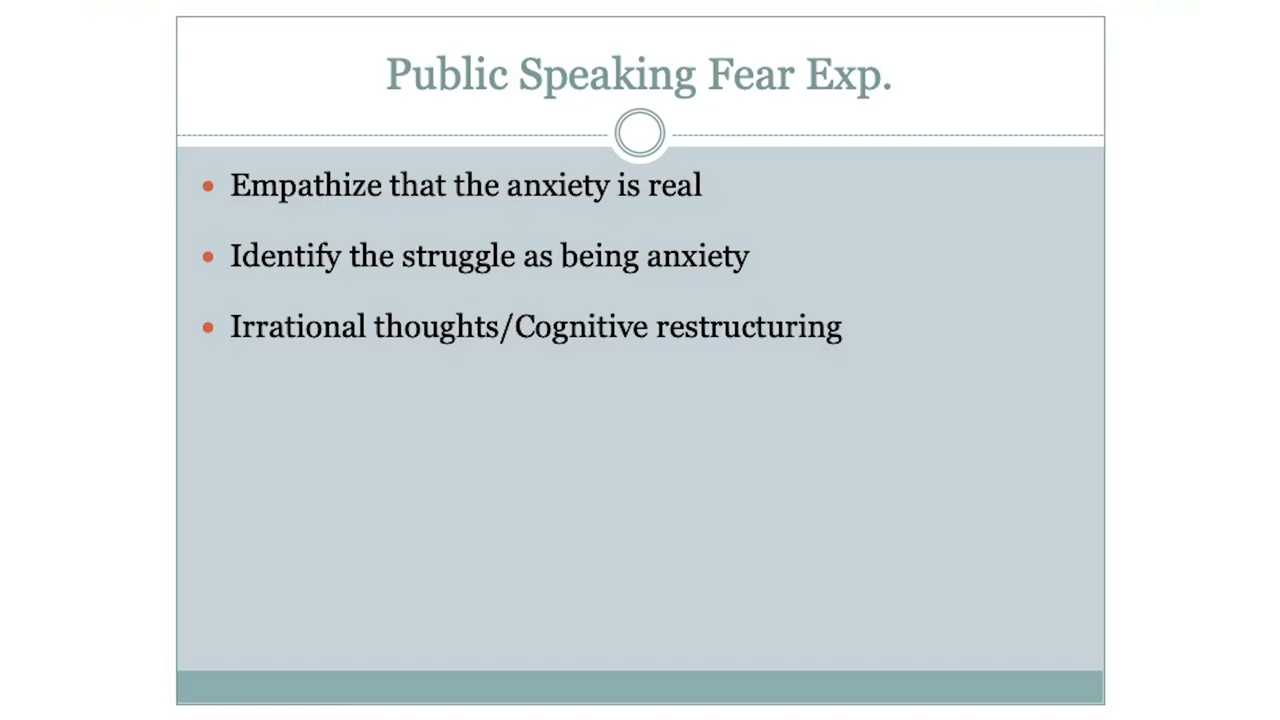 Public Speaking Fear Exp.
Empathize that the anxiety is real
Identify the struggle as being anxiety
Irrational thoughts/Cognitive restructuring